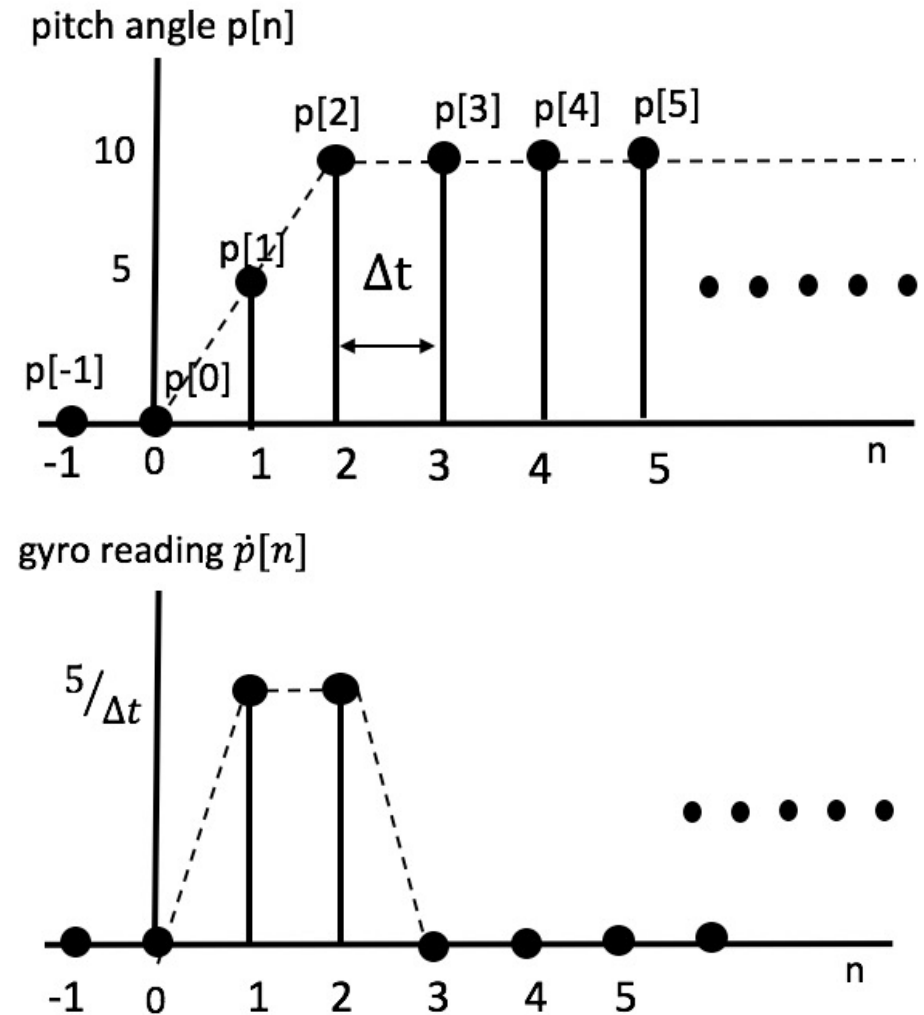 pitch angle p[n]
p[2] p[3] p[4] p[5]
10
p[1]
5
Δt
p[-1] p[0]
-1 0 1 2 3 4 5 n
gyro reading ṗ[n]
5/Δt
-1 0 1 2 3 4 5 n